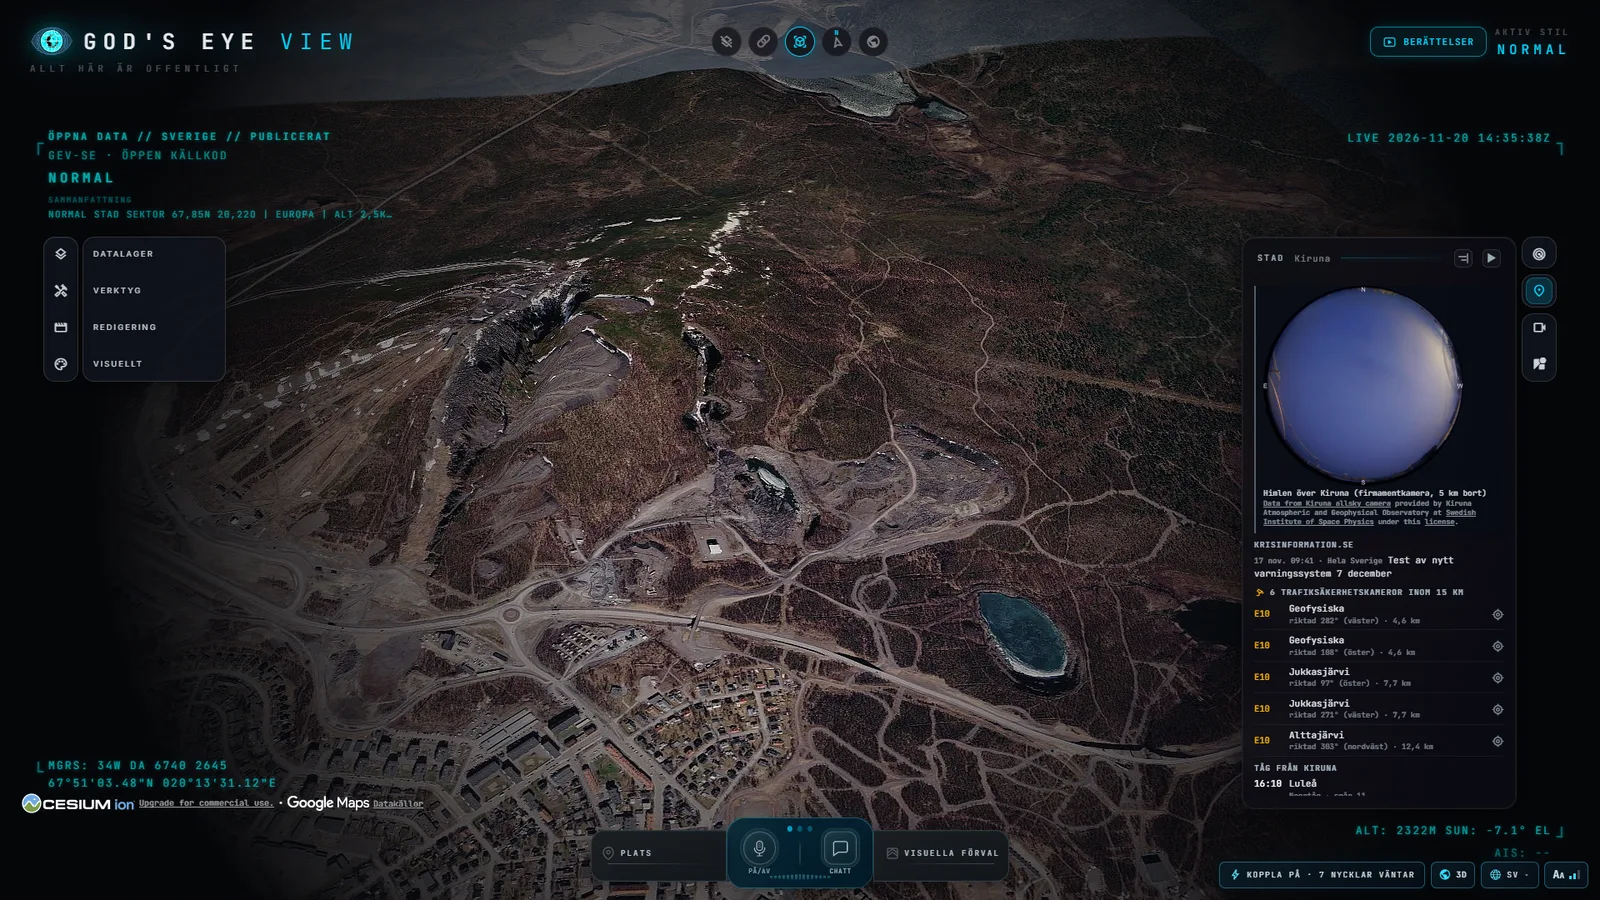 GOD'S EYE VIEW
ALLT HÄR ÄR OFFENTLIGT
N
BERÄTTELSER
AKTIV STIL
NORMAL
ÖPPNA DATA // SVERIGE // PUBLICERAT
GEV-SE · ÖPPEN KÄLLKOD
NORMAL
SAMMANFATTNING
NORMAL STAD SEKTOR 67,85N 20,22O | EUROPA | ALT 2,5K…
LIVE 2026-11-20 14:35:38Z
DATALAGER
VERKTYG
REDIGERING
VISUELLT
STAD Kiruna
N
E
W
S
Himlen över Kiruna (firmamentkamera, 5 km bort)
Data from Kiruna allsky camera provided by Kiruna
Atmospheric and Geophysical Observatory at Swedish
Institute of Space Physics under this license.
KRISINFORMATION.SE
17 nov. 09:41 · Hela Sverige Test av nytt
varningssystem 7 december
6 TRAFIKSÄKERHETSKAMEROR INOM 15 KM
E10 Geofysiska
riktad 282° (väster) · 4,6 km
E10 Geofysiska
riktad 108° (öster) · 4,6 km
E10 Jukkasjärvi
riktad 97° (öster) · 7,7 km
E10 Jukkasjärvi
riktad 271° (väster) · 7,7 km
E10 Alttajärvi
riktad 303° (nordväst) · 12,4 km
TÅG FRÅN KIRUNA
16:10 Luleå
MGRS: 34W DA 6740 2645
67°51'03.48"N 020°13'31.12"E
CESIUM ion Upgrade for commercial use. · Google Maps Datakällor
PLATS
PÅ/AV
CHATT
VISUELLA FÖRVAL
ALT: 2322M SUN: -7.1° EL
AIS: --
KOPPLA PÅ · 7 NYCKLAR VÄNTAR
3D
SV ·
AA